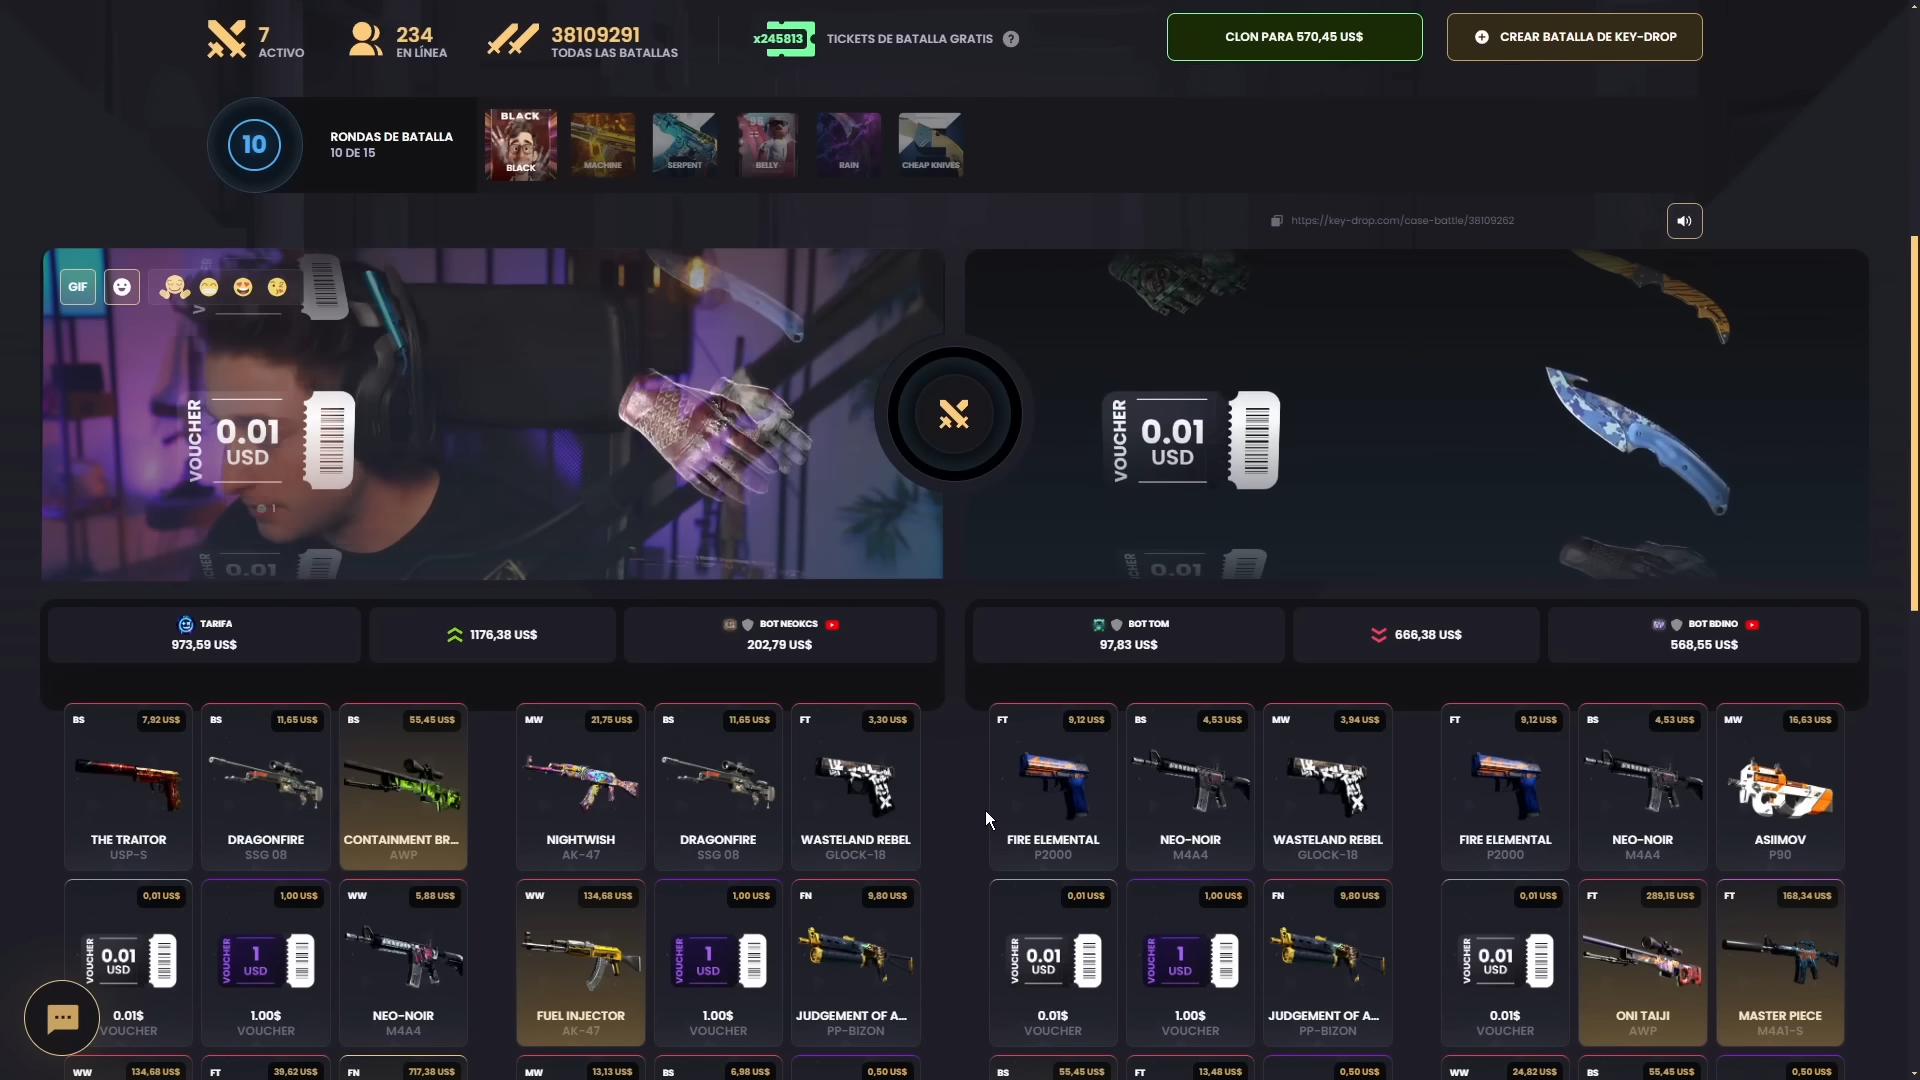 7
ACTIVO
234
EN LÍNEA
38109291
TODAS LAS BATALLAS
x245813
TICKETS DE BATALLA GRATIS
?
CLON PARA 570,45 US$
CREAR BATALLA DE KEY-DROP
10
RONDAS DE BATALLA
10 DE 15
BLACK
BLACK
MACHINE
SERPENT
BELLY
RAIN
CHEAP KNIVES
https://key-drop.com/case-battle/38109262
GIF
VOUCHER
0.01
USD
1
0.01
VOUCHER
0.01
USD
0.01
TARIFA
973,59 US$
1176,38 US$
BOT NEOKCS
202,79 US$
BOT TOM
97,83 US$
666,38 US$
BOT BDINO
568,55 US$
BS 7,92 US$
THE TRAITOR
USP-S
BS 11,65 US$
DRAGONFIRE
SSG 08
BS 55,45 US$
CONTAINMENT BR...
AWP
MW 21,75 US$
NIGHTWISH
AK-47
BS 11,65 US$
DRAGONFIRE
SSG 08
FT 3,30 US$
WASTELAND REBEL
GLOCK-18
FT 9,12 US$
FIRE ELEMENTAL
P2000
BS 4,53 US$
NEO-NOIR
M4A4
MW 3,94 US$
WASTELAND REBEL
GLOCK-18
FT 9,12 US$
FIRE ELEMENTAL
P2000
BS 4,53 US$
NEO-NOIR
M4A4
MW 16,63 US$
ASIIMOV
P90
0,01 US$
VOUCHER
0.01
USD
0.01$
VOUCHER
1,00 US$
VOUCHER
1
USD
1.00$
VOUCHER
WW 5,88 US$
NEO-NOIR
M4A4
WW 134,68 US$
FUEL INJECTOR
AK-47
1,00 US$
VOUCHER
1
USD
1.00$
VOUCHER
FN 9,80 US$
JUDGEMENT OF A...
PP-BIZON
0,01 US$
VOUCHER
0.01
USD
0.01$
VOUCHER
1,00 US$
VOUCHER
1
USD
1.00$
VOUCHER
FN 9,80 US$
JUDGEMENT OF A...
PP-BIZON
0,01 US$
VOUCHER
0.01
USD
0.01$
VOUCHER
FT 289,15 US$
ONI TAIJI
AWP
FT 168,34 US$
MASTER PIECE
M4A1-S
WW 134,68 US$
FT 39,62 US$
FN 717,38 US$
MW 13,13 US$
BS 6,98 US$
0,50 US$
BS 55,45 US$
FT 13,48 US$
0,50 US$
WW 24,82 US$
BS 55,45 US$
0,50 US$